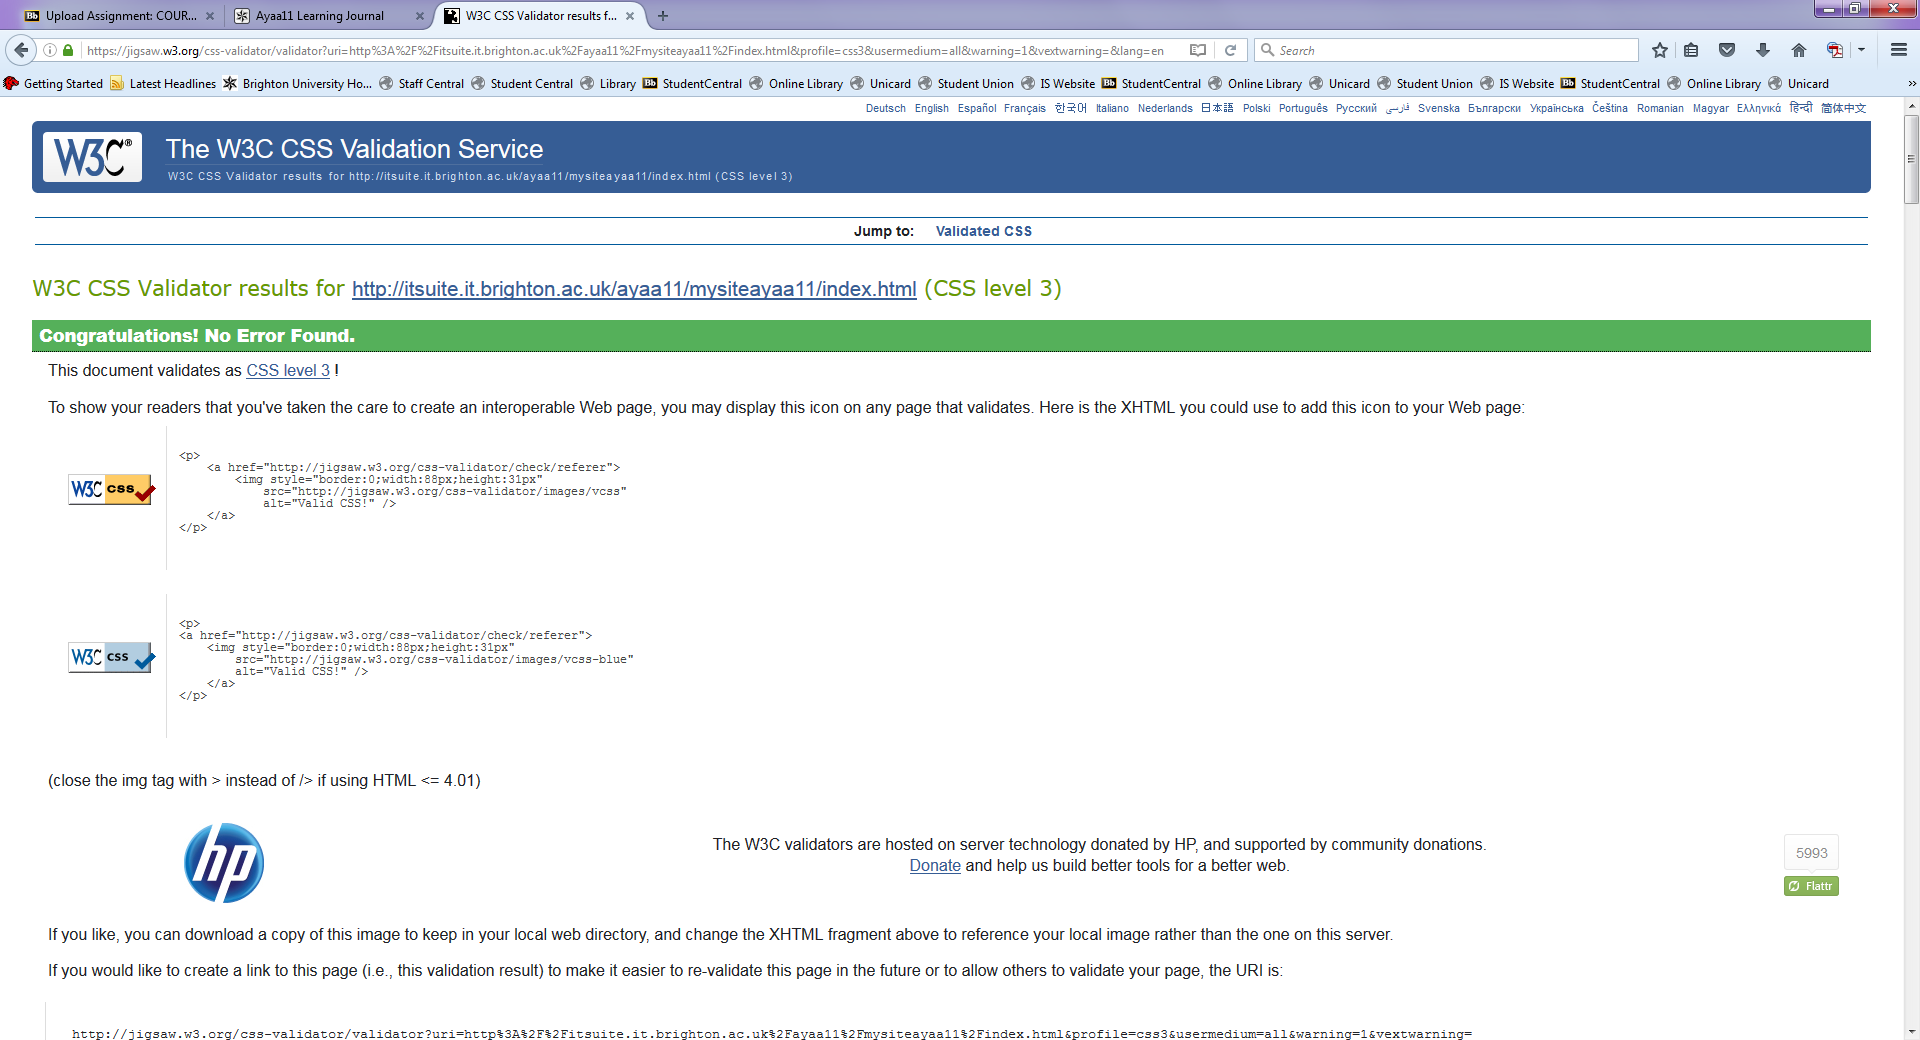 Upload Assignment: COUR...
Ayaa11 Learning Journal
W3C CSS Validator results f...
https://jigsaw.w3.org/css-validator/validator?uri=http%3A%2F%2Fitsuite.it.brighton.ac.uk%2Fayaa11%2Fmysiteayaa11%2Findex.html&profile=css3&usermedium=all&warning=1&vextwarning=&lang=en
Search
Getting Started Latest Headlines Brighton University Ho... Staff Central Student Central Library Bb StudentCentral Online Library Unicard Student Union IS Website Bb StudentCentral Online Library Unicard Student Union IS Website Bb StudentCentral Online Library Unicard »
Deutsch English Español Français 한국어 Italiano Nederlands 日本語 Polski Português Русский فارسی Svenska Български Українська Čeština Romanian Magyar Ελληνικά हिन्दी 简体中文
W3C®
The W3C CSS Validation Service
W3C CSS Validator results for http://itsuite.it.brighton.ac.uk/ayaa11/mysiteayaa11/index.html (CSS level 3)
Jump to: Validated CSS
W3C CSS Validator results for http://itsuite.it.brighton.ac.uk/ayaa11/mysiteayaa11/index.html (CSS level 3)
Congratulations! No Error Found.
This document validates as CSS level 3 !
To show your readers that you've taken the care to create an interoperable Web page, you may display this icon on any page that validates. Here is the XHTML you could use to add this icon to your Web page:
W3C css
<p>
<a href="http://jigsaw.w3.org/css-validator/check/referer">
<img style="border:0;width:88px;height:31px"
src="http://jigsaw.w3.org/css-validator/images/vcss"
alt="Valid CSS!" />
</a>
</p>
W3C css
<p>
<a href="http://jigsaw.w3.org/css-validator/check/referer">
<img style="border:0;width:88px;height:31px"
src="http://jigsaw.w3.org/css-validator/images/vcss-blue"
alt="Valid CSS!" />
</a>
</p>
(close the img tag with > instead of /> if using HTML <= 4.01)
hp
The W3C validators are hosted on server technology donated by HP, and supported by community donations.
Donate and help us build better tools for a better web.
5993
Flattr
If you like, you can download a copy of this image to keep in your local web directory, and change the XHTML fragment above to reference your local image rather than the one on this server.
If you would like to create a link to this page (i.e., this validation result) to make it easier to re-validate this page in the future or to allow others to validate your page, the URI is:
http://jigsaw.w3.org/css-validator/validator?uri=http%3A%2F%2Fitsuite.it.brighton.ac.uk%2Fayaa11%2Fmysiteayaa11%2Findex.html&profile=css3&usermedium=all&warning=1&vextwarning=